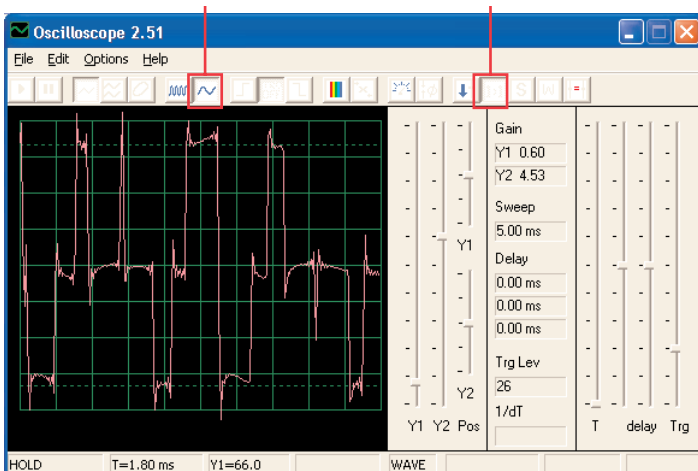 Oscilloscope 2.51
File Edit Options Help
Gain
Y1 0.60
Y2 4.53
Sweep
5.00 ms
Y1
Delay
0.00 ms
0.00 ms
0.00 ms
Trg Lev
26
Y2
1/dT
Y1 Y2 Pos
T delay Trg
HOLD T=1.80 ms Y1=66.0 WAVE